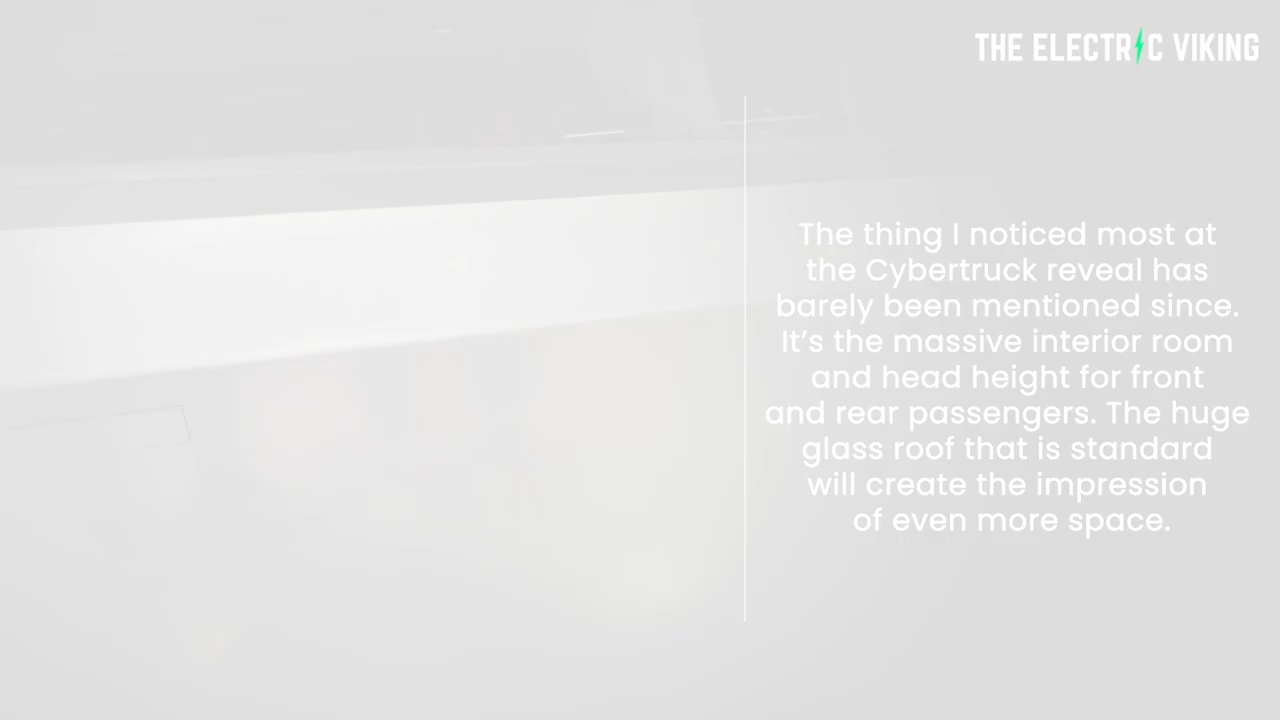 THE ELECTRIC VIKING
The thing I noticed most at
the Cybertruck reveal has
barely been mentioned since.
It’s the massive interior room
and head height for front
and rear passengers. The huge
glass roof that is standard
will create the impression
of even more space.